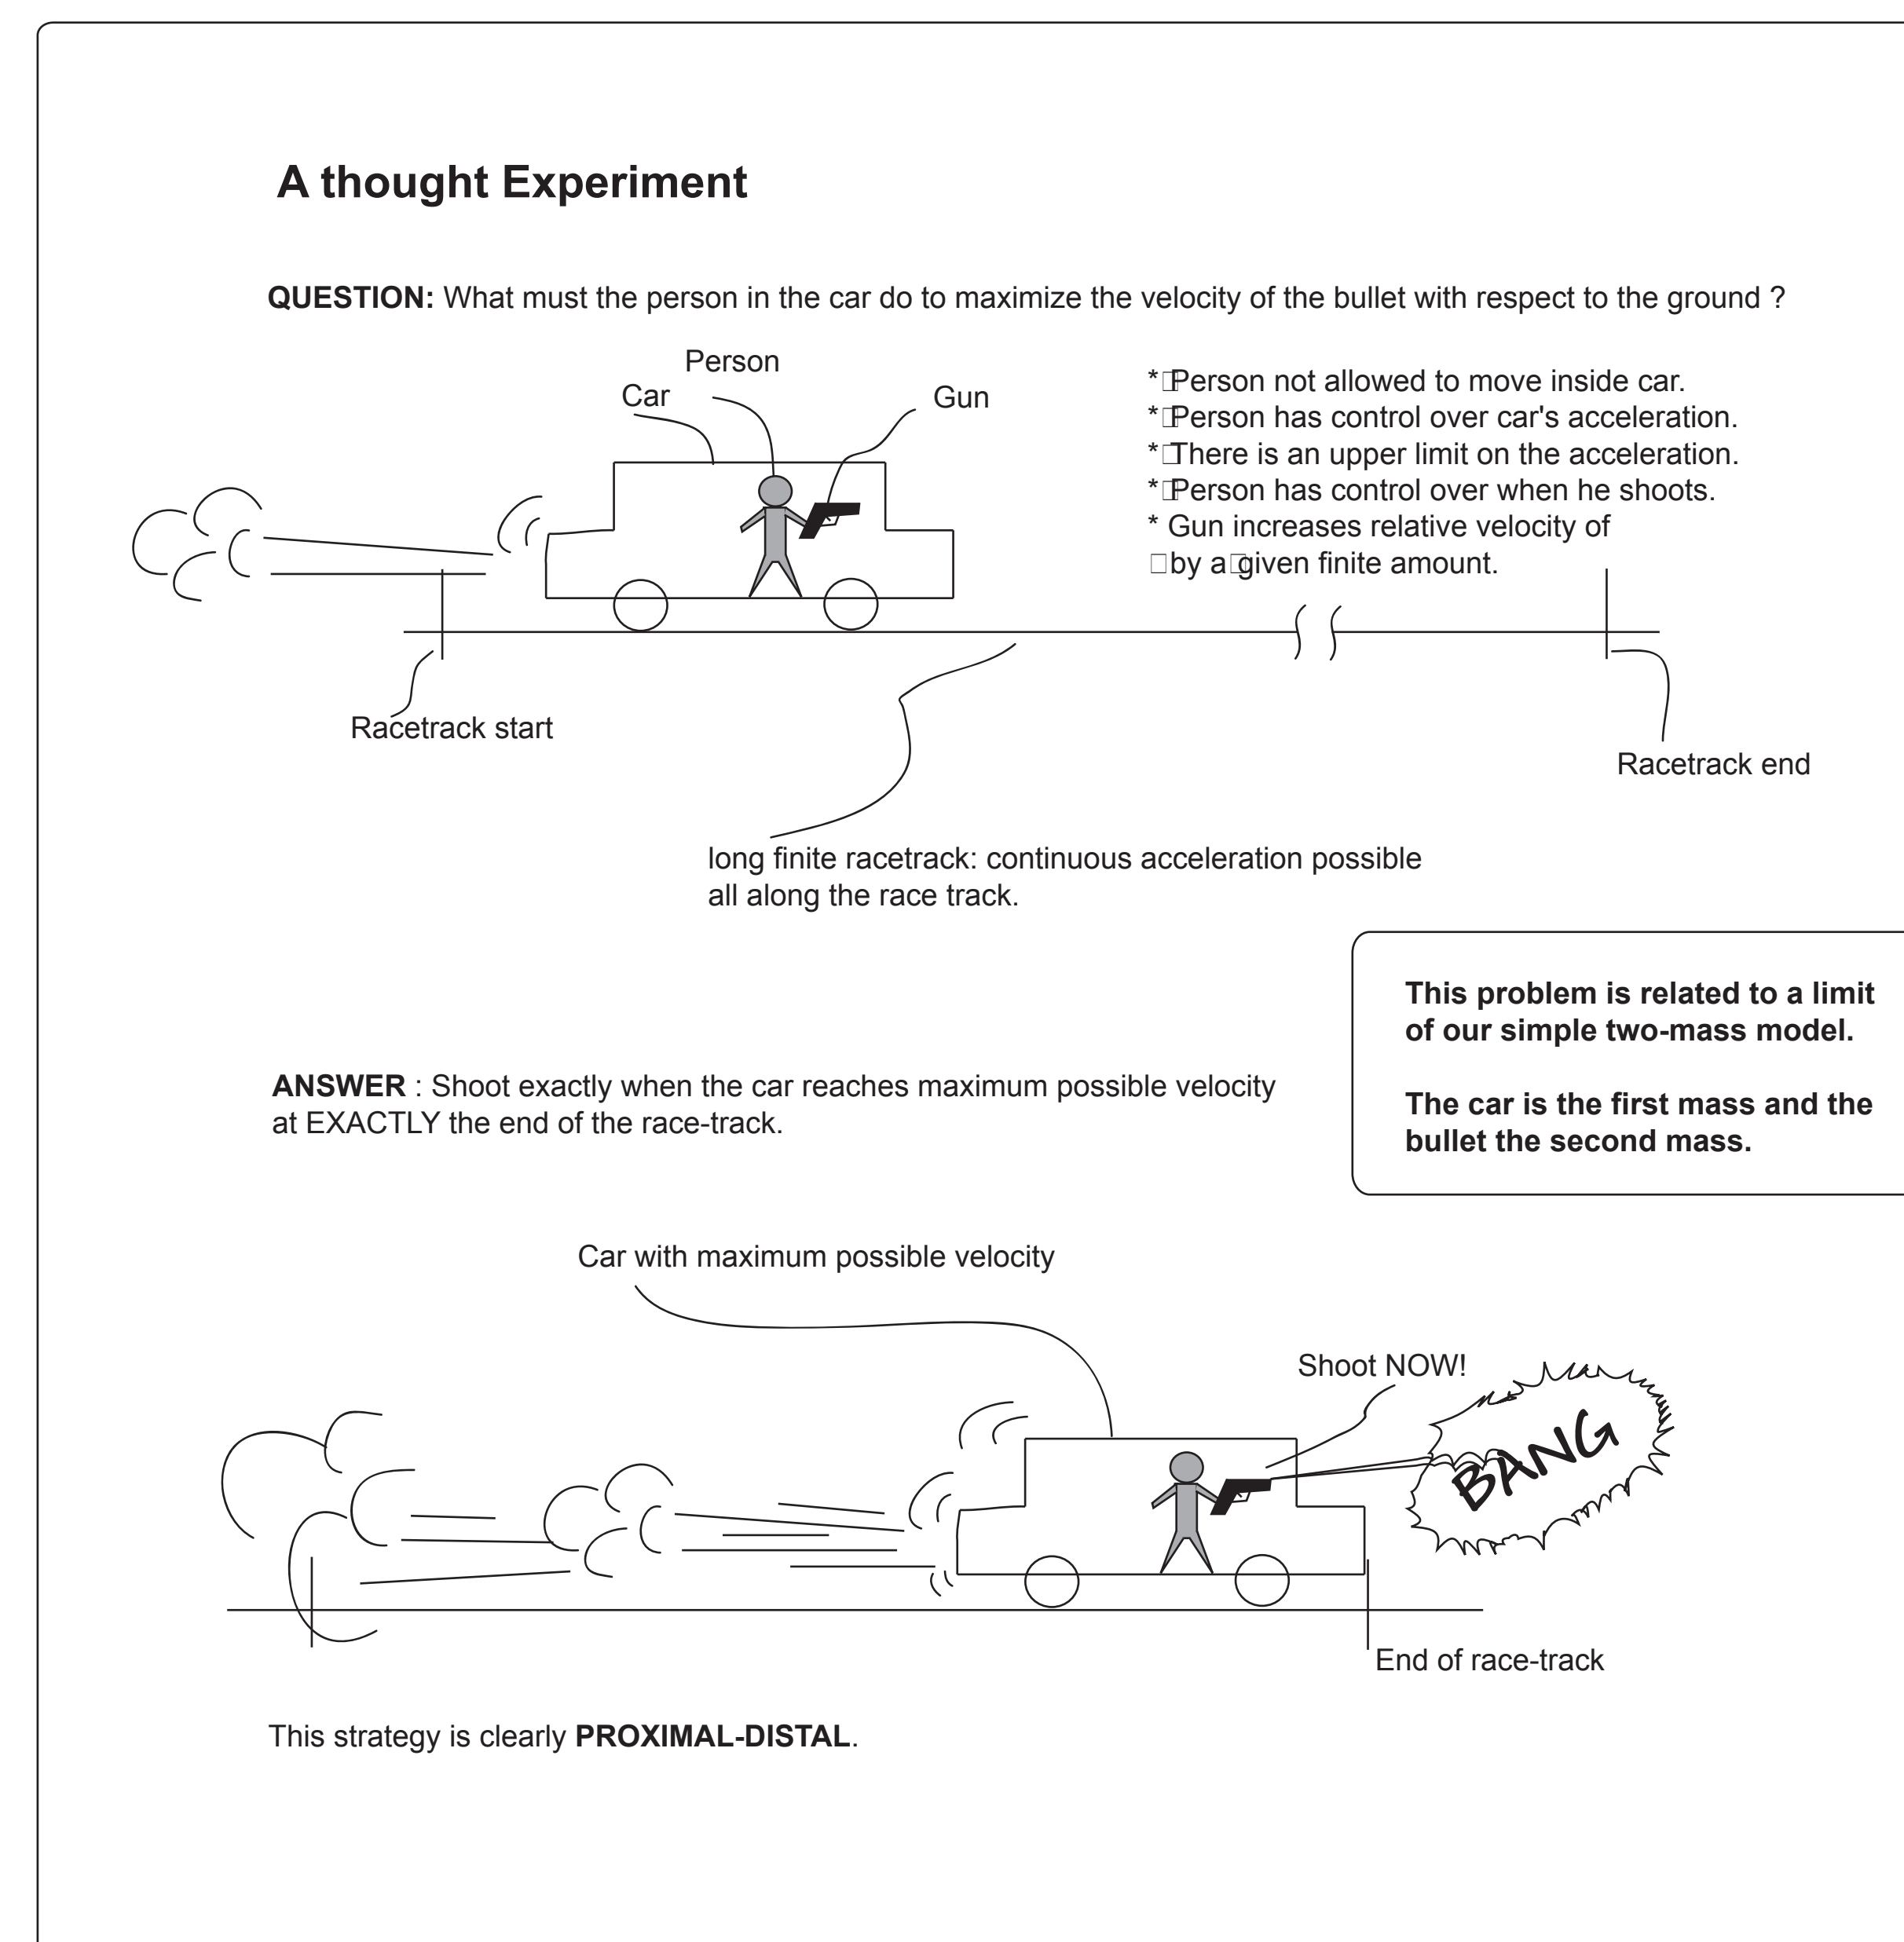 A thought Experiment
QUESTION: What must the person in the car do to maximize the velocity of the bullet with respect to the ground ?
Person
Car
Gun
* Person not allowed to move inside car.
* Person has control over car's acceleration.
* There is an upper limit on the acceleration.
* Person has control over when he shoots.
* Gun increases relative velocity of
by a given finite amount.
Racetrack start
Racetrack end
long finite racetrack: continuous acceleration possible
all along the race track.
This problem is related to a limit
of our simple two-mass model.
The car is the first mass and the
bullet the second mass.
ANSWER : Shoot exactly when the car reaches maximum possible velocity
at EXACTLY the end of the race-track.
Car with maximum possible velocity
Shoot NOW!
BANG
End of race-track
This strategy is clearly PROXIMAL-DISTAL.